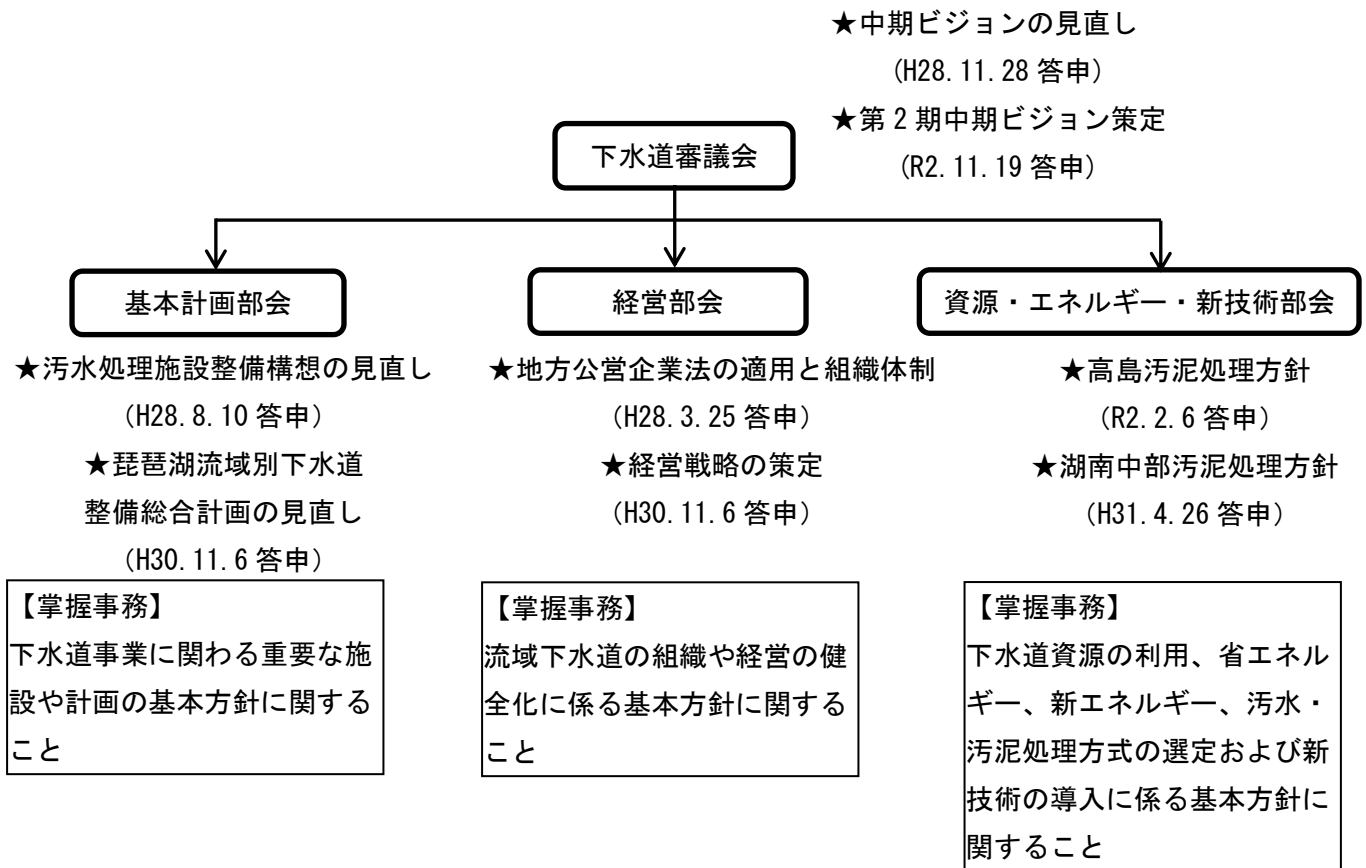 ★中期ビジョンの見直し
（H28.11.28 答申）
★第２期中期ビジョン策定
（R2.11.19 答申）
下水道審議会
基本計画部会
★汚水処理施設整備構想の見直し
（H28.8.10 答申）
★琵琶湖流域別下水道
整備総合計画の見直し
（H30.11.6 答申）
【掌握事務】
下水道事業に関わる重要な施
設や計画の基本方針に関する
こと
経営部会
★地方公営企業法の適用と組織体制
（H28.3.25 答申）
★経営戦略の策定
（H30.11.6 答申）
【掌握事務】
流域下水道の組織や経営の健
全化に係る基本方針に関する
こと
資源・エネルギー・新技術部会
★高島汚泥処理方針
（R2.2.6 答申）
★湖南中部汚泥処理方針
（H31.4.26 答申）
【掌握事務】
下水道資源の利用、省エネル
ギー、新エネルギー、汚水・
汚泥処理方式の選定および新
技術の導入に係る基本方針に
関すること